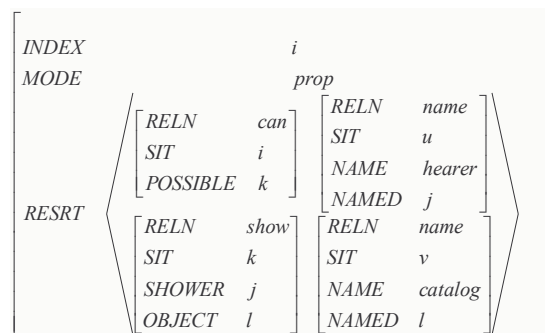 INDEX i
MODE prop
RESRT
RELN can
SIT i
POSSIBLE k
RELN name
SIT u
NAME hearer
NAMED j
RELN show
SIT k
SHOWER j
OBJECT l
RELN name
SIT v
NAME catalog
NAMED l